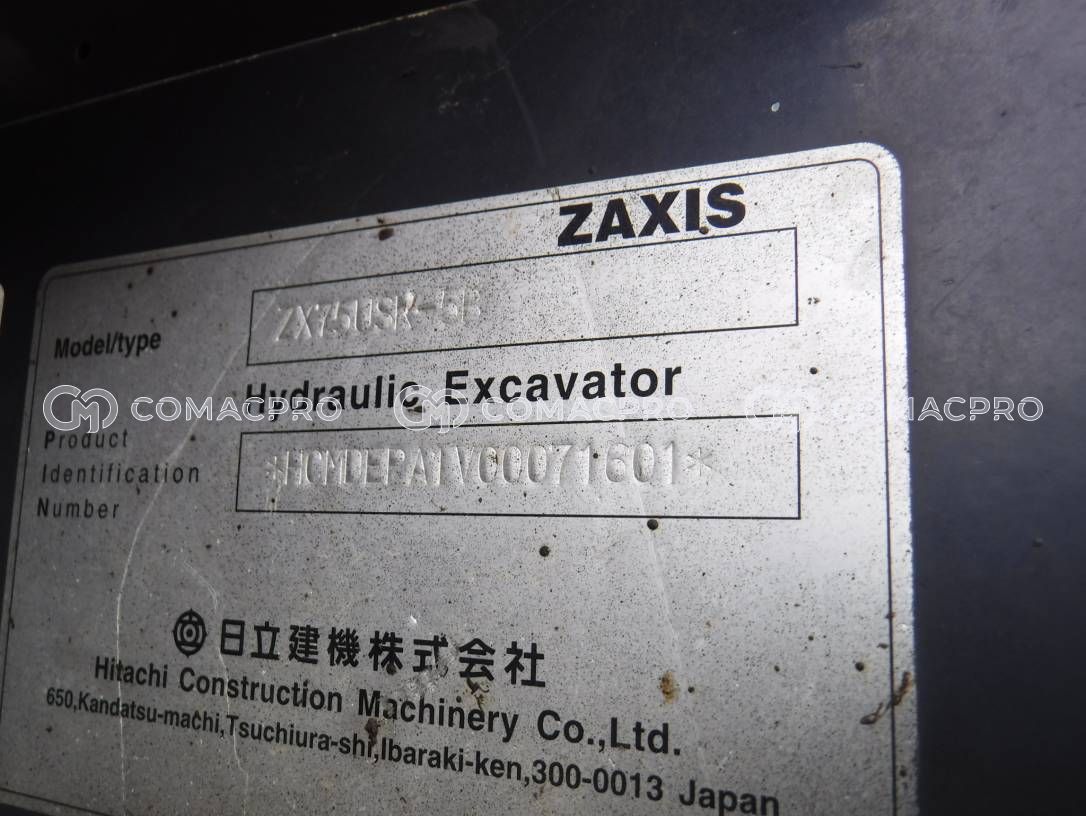 ZAXIS
Model/type
ZX75USK-5B
Hydraulic Excavator
COMACPRO COMACPRO COMACPRO
Product
Identification
Number
*HCMDEPA1V00071601*
日立建機株式会社
Hitachi Construction Machinery Co.,Ltd.
650,Kandatsu-machi,Tsuchiura-shi,Ibaraki-ken,300-0013 Japan